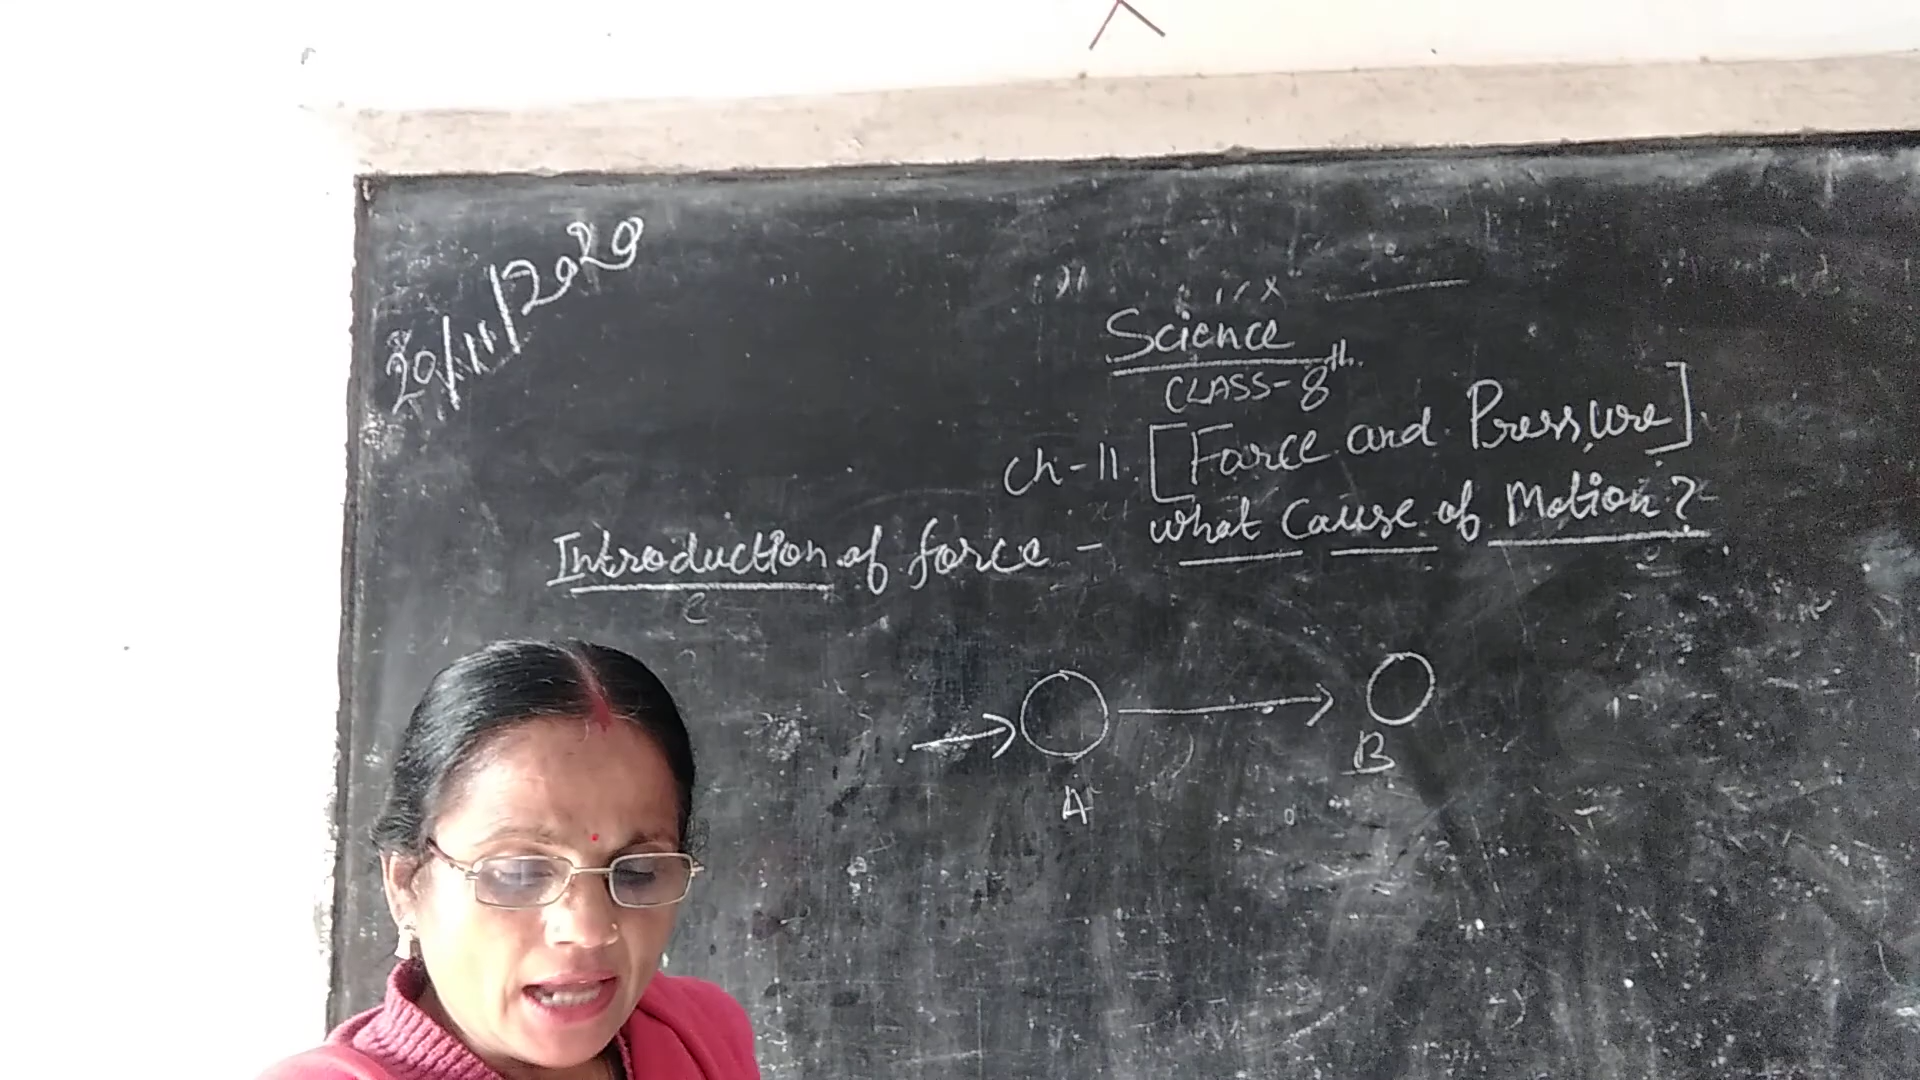 20/11/2020
Science
CLASS-8th.
Ch-11. [Force and Pressure].
Introduction of force - what Cause of Motion?
A
B